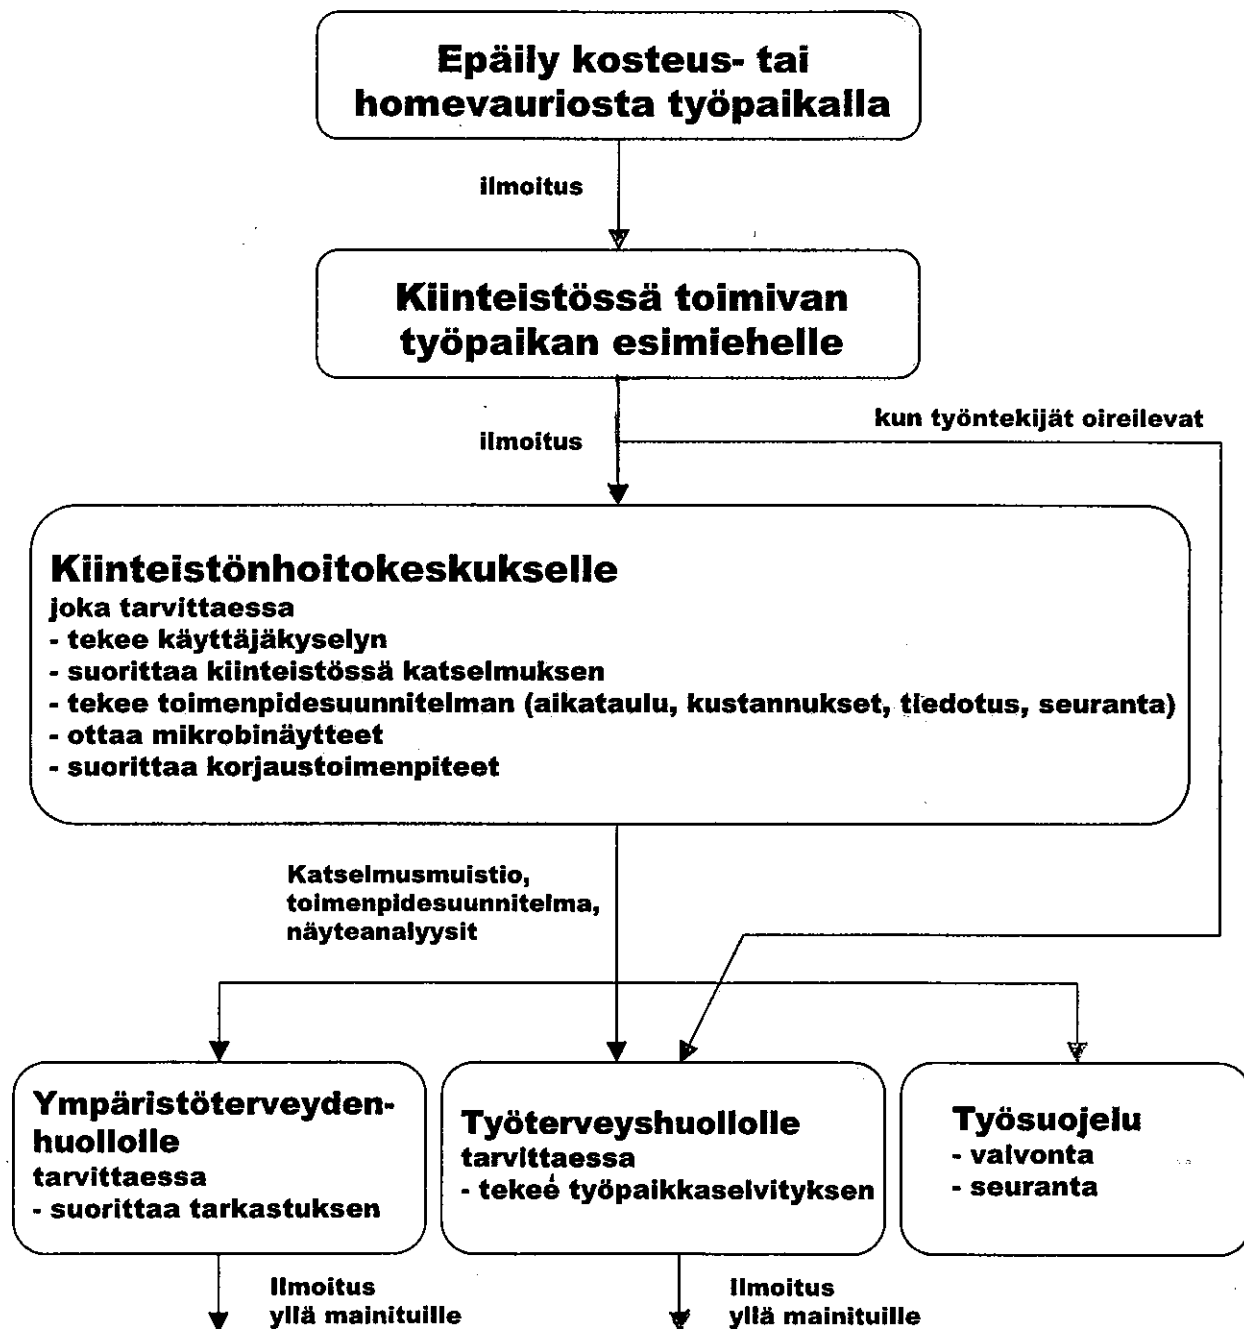 Epäily kosteus- tai
homevauriosta työpaikalla
ilmoitus
Kiinteistössä toimivan
työpaikan esimiehelle
kun työntekijät oireilevat
ilmoitus
Kiinteistönhoitokeskukselle
joka tarvittaessa
- tekee käyttäjäkyselyn
- suorittaa kiinteistössä katselmuksen
- tekee toimenpidesuunnitelman (aikataulu, kustannukset, tiedotus, seuranta)
- ottaa mikrobinäytteet
- suorittaa korjaustoimenpiteet
Katselmusmuistio,
toimenpidesuunnitelma,
näyteanalyysit
Ympäristöterveyden-
huollolle
tarvittaessa
- suorittaa tarkastuksen
Työterveyshuollolle
tarvittaessa
- tekee työpaikkaselvityksen
Työsuojelu
- valvonta
- seuranta
Ilmoitus
yllä mainituille
Ilmoitus
yllä mainituille